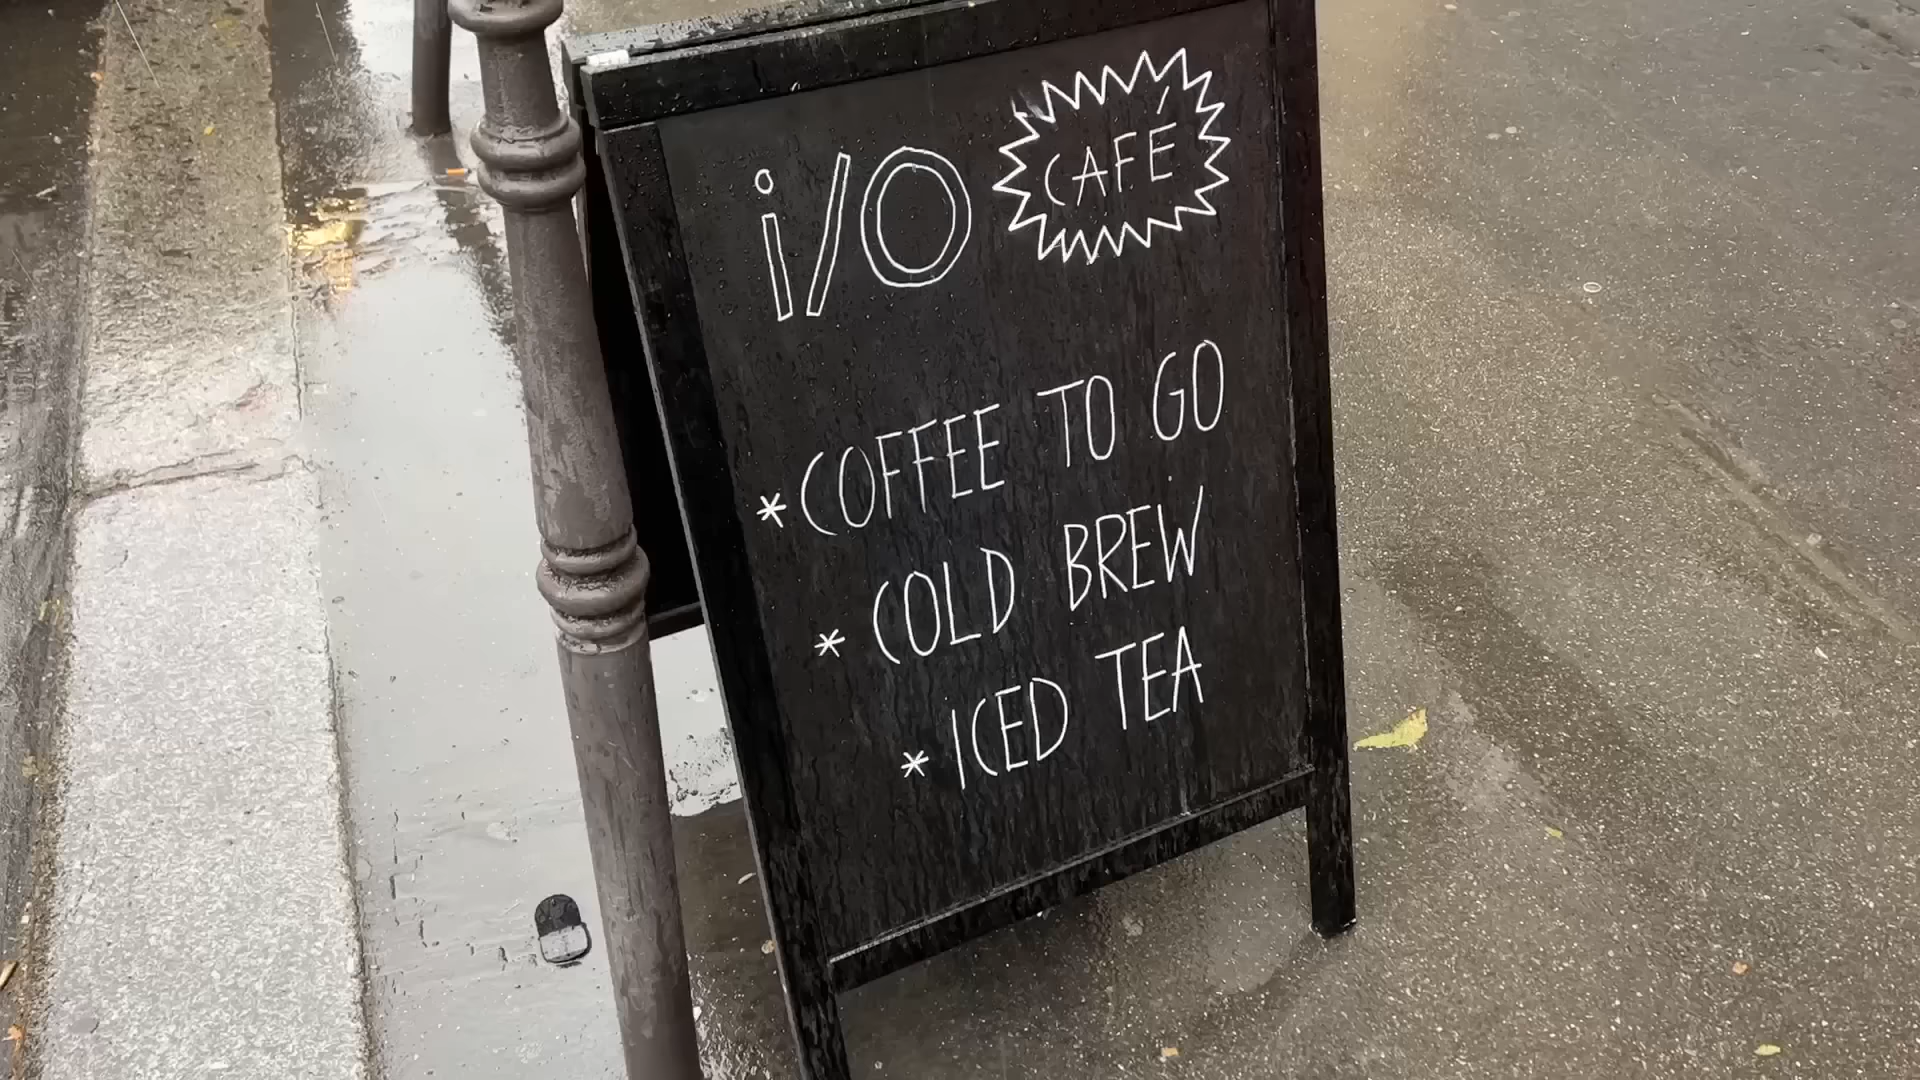 i/O CAFÉ
* COFFEE TO GO
* COLD BREW
* ICED TEA